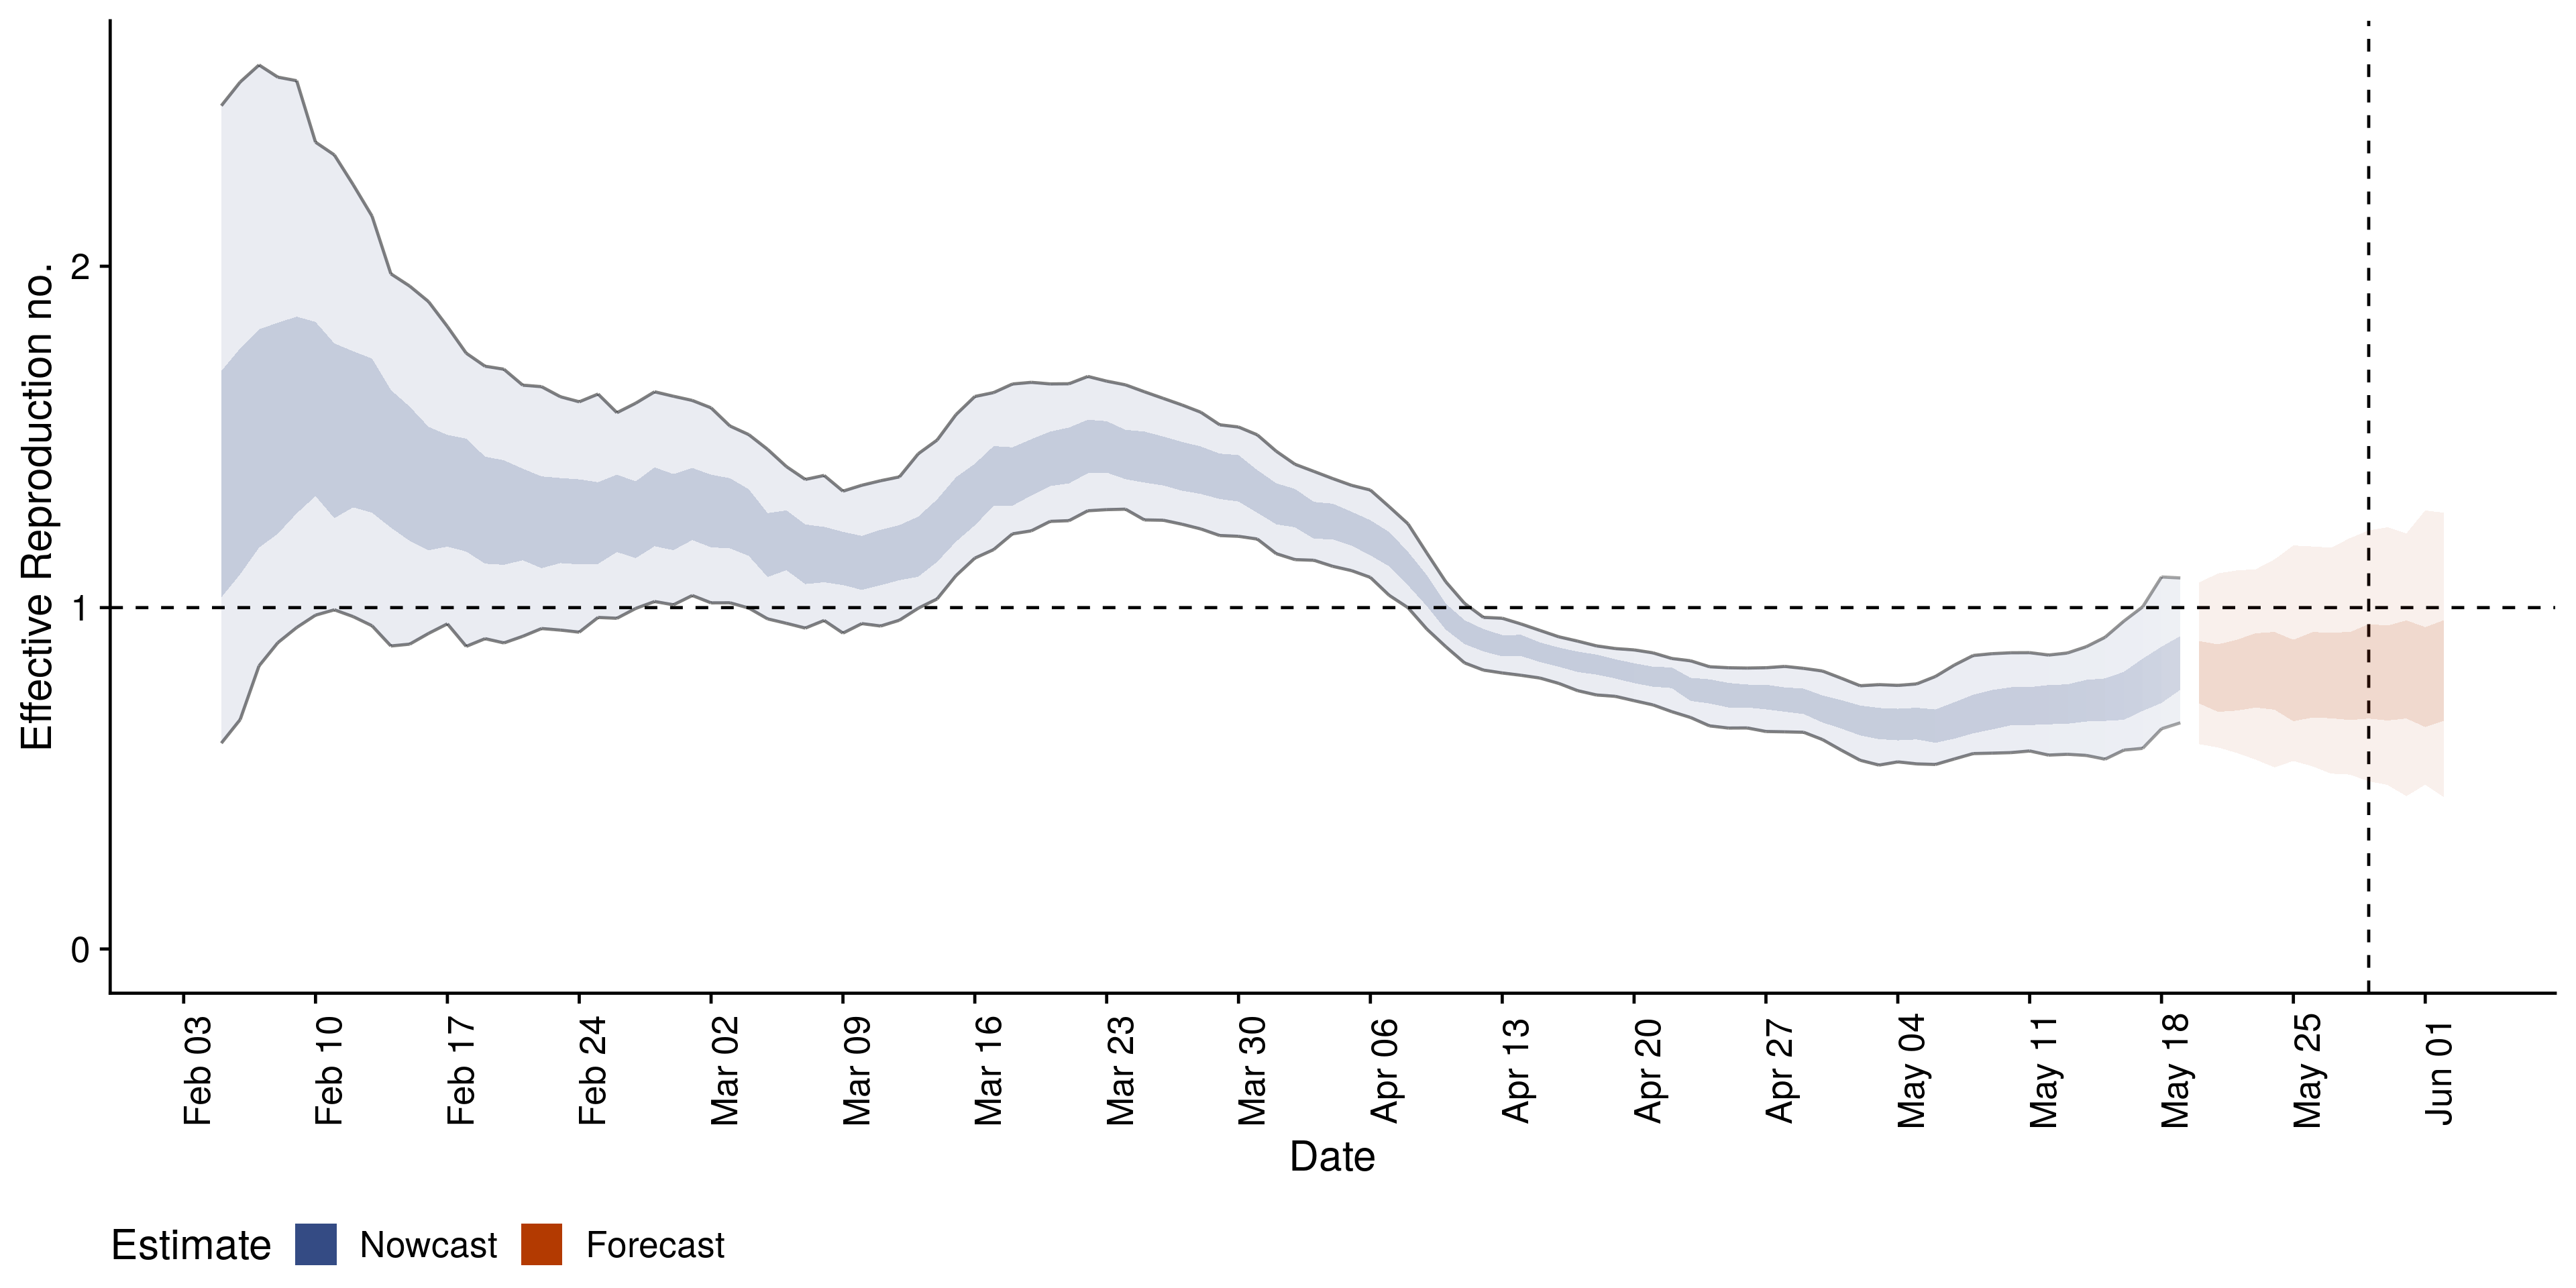 Effective Reproduction no.
2
1
0
Feb 03
Feb 10
Feb 17
Feb 24
Mar 02
Mar 09
Mar 16
Mar 23
Mar 30
Apr 06
Apr 13
Apr 20
Apr 27
May 04
May 11
May 18
May 25
Jun 01
Date
Estimate Nowcast Forecast